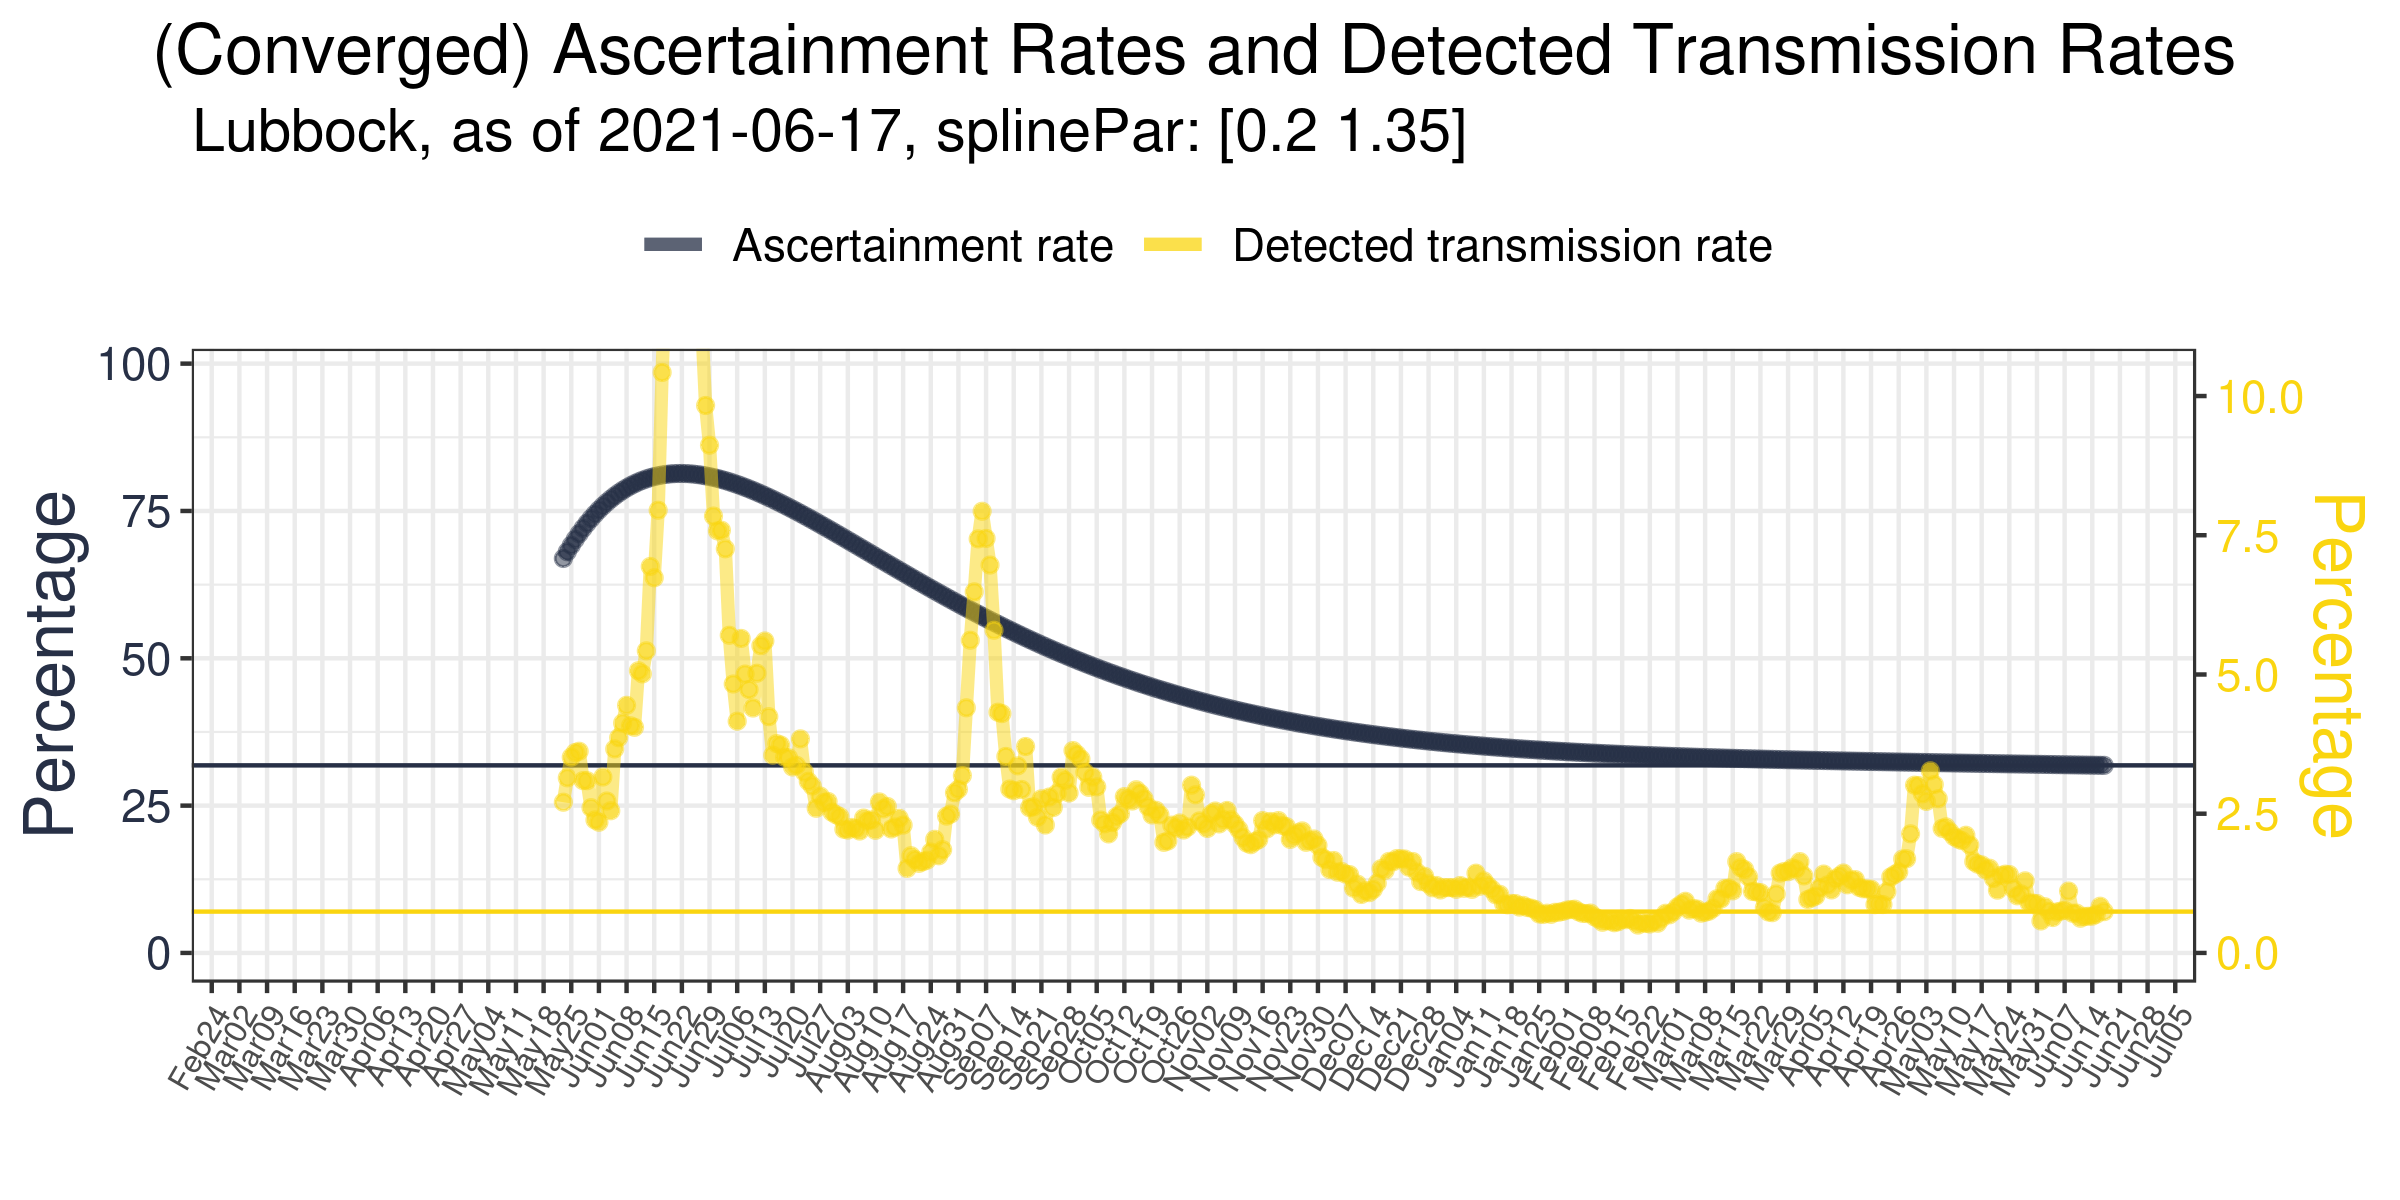 (Converged) Ascertainment Rates and Detected Transmission Rates
Lubbock, as of 2021-06-17, splinePar: [0.2 1.35]
Ascertainment rate
Detected transmission rate
Percentage
100
75
50
25
0
10.0
7.5
5.0
2.5
0.0
Percentage
Feb24
Mar02
Mar09
Mar16
Mar23
Mar30
Apr06
Apr13
Apr20
Apr27
May04
May11
May18
May25
Jun01
Jun08
Jun15
Jun22
Jun29
Jul06
Jul13
Jul20
Jul27
Aug03
Aug10
Aug17
Aug24
Aug31
Sep07
Sep14
Sep21
Sep28
Oct05
Oct12
Oct19
Oct26
Nov02
Nov09
Nov16
Nov23
Nov30
Dec07
Dec14
Dec21
Dec28
Jan04
Jan11
Jan18
Jan25
Feb01
Feb08
Feb15
Feb22
Mar01
Mar08
Mar15
Mar22
Mar29
Apr05
Apr12
Apr19
Apr26
May03
May10
May17
May24
May31
Jun07
Jun14
Jun21
Jun28
Jul05